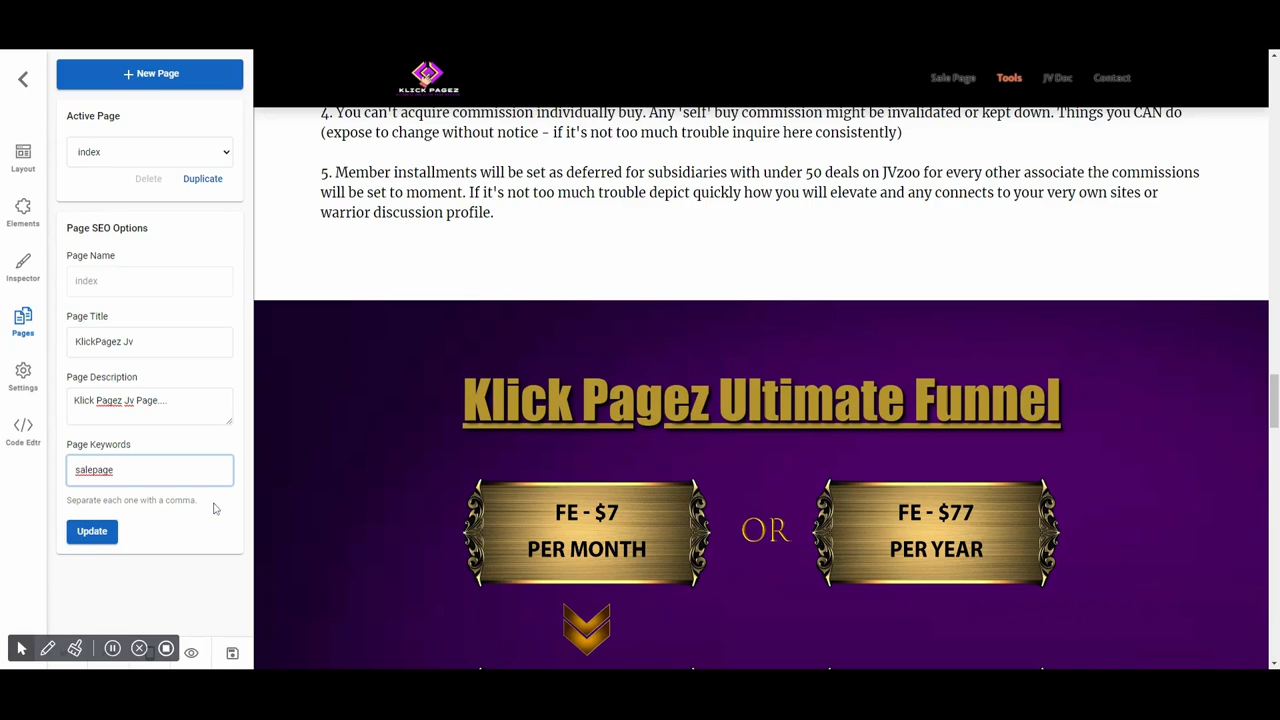 New Page
Active Page
index
Delete
Duplicate
Page SEO Options
Page Name
index
Page Title
KlickPagez Jv
Page Description
Klick Pagez Jv Page....
Page Keywords
salepage
Separate each one with a comma.
Update
Layout
Elements
Inspector
Pages
Settings
Code Edtr
KLICK PAGEZ
Sale Page
Tools
JV Doc
Contact
4. You can't acquire commission individually buy. Any 'self' buy commission might be invalidated or kept down. Things you CAN do
(expose to change without notice - if it's not too much trouble inquire here consistently)
5. Member installments will be set as deferred for subsidiaries with under 50 deals on JVzoo for every other associate the commissions
will be set to moment. If it's not too much trouble depict quickly how you will elevate and any connects to your very own sites or
warrior discussion profile.
Klick Pagez Ultimate Funnel
FE - $7
PER MONTH
OR
FE - $77
PER YEAR